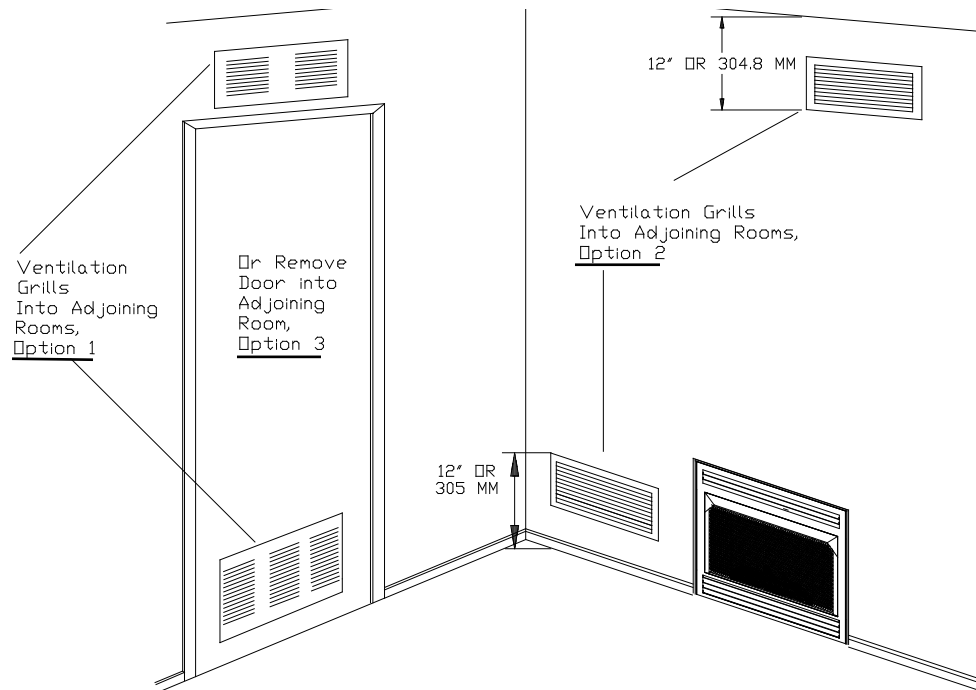 12" OR 304.8 MM
Ventilation Grills
Into Adjoining Rooms,
Option 2
Ventilation
Grills
Into Adjoining
Rooms,
Option 1
Or Remove
Door into
Adjoining
Room,
Option 3
12" OR
305 MM